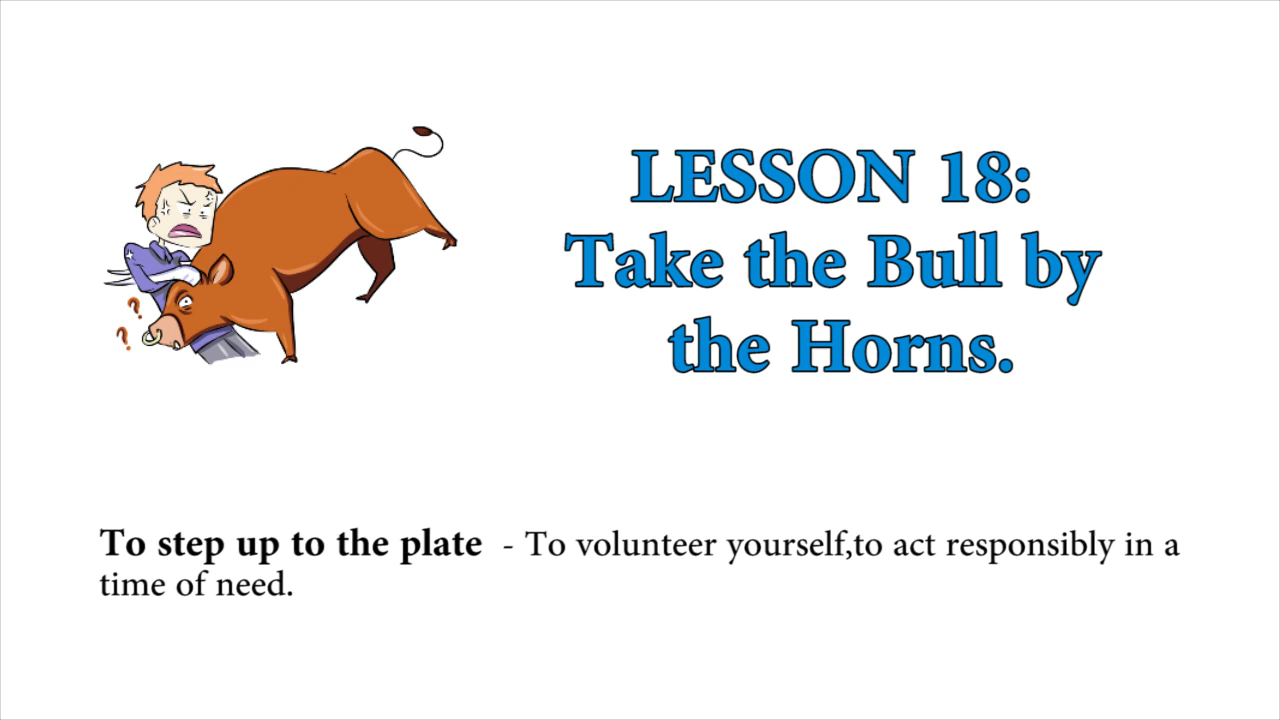 LESSON 18:
Take the Bull by
the Horns.
? ?
To step up to the plate - To volunteer yourself,to act responsibly in a
time of need.